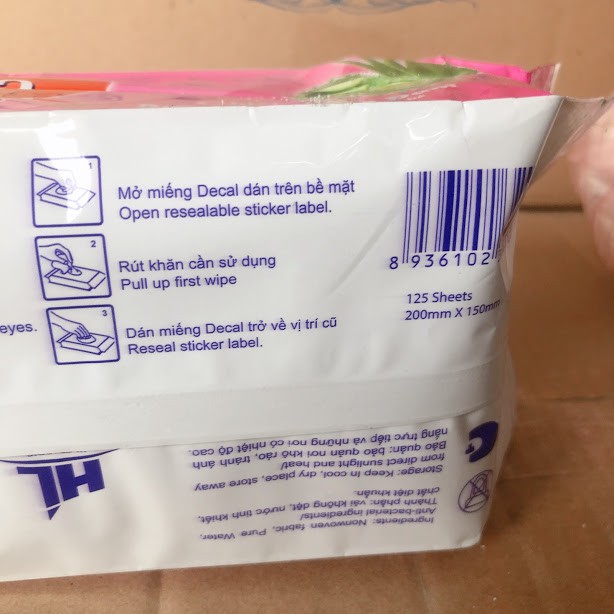 1
Mở miếng Decal dán trên bề mặt
Open resealable sticker label.
2
Rút khăn cần sử dụng
Pull up first wipe
eyes.
3
Dán miếng Decal trở về vị trí cũ
Reseal sticker label.
8 936102
125 Sheets
200mm X 150mm
Ingredients: Nonwoven fabric, Pure Water,
Anti-bacterial ingredients/
Thành phần: vải không dệt, nước tinh khiết,
chất diệt khuẩn.
Storage: Keep in cool, dry place, store away
from direct sunlight and heat/
Bảo quản: bảo quản nơi khô ráo, tránh ánh
nắng trực tiếp và những nơi có nhiệt độ cao.
HL